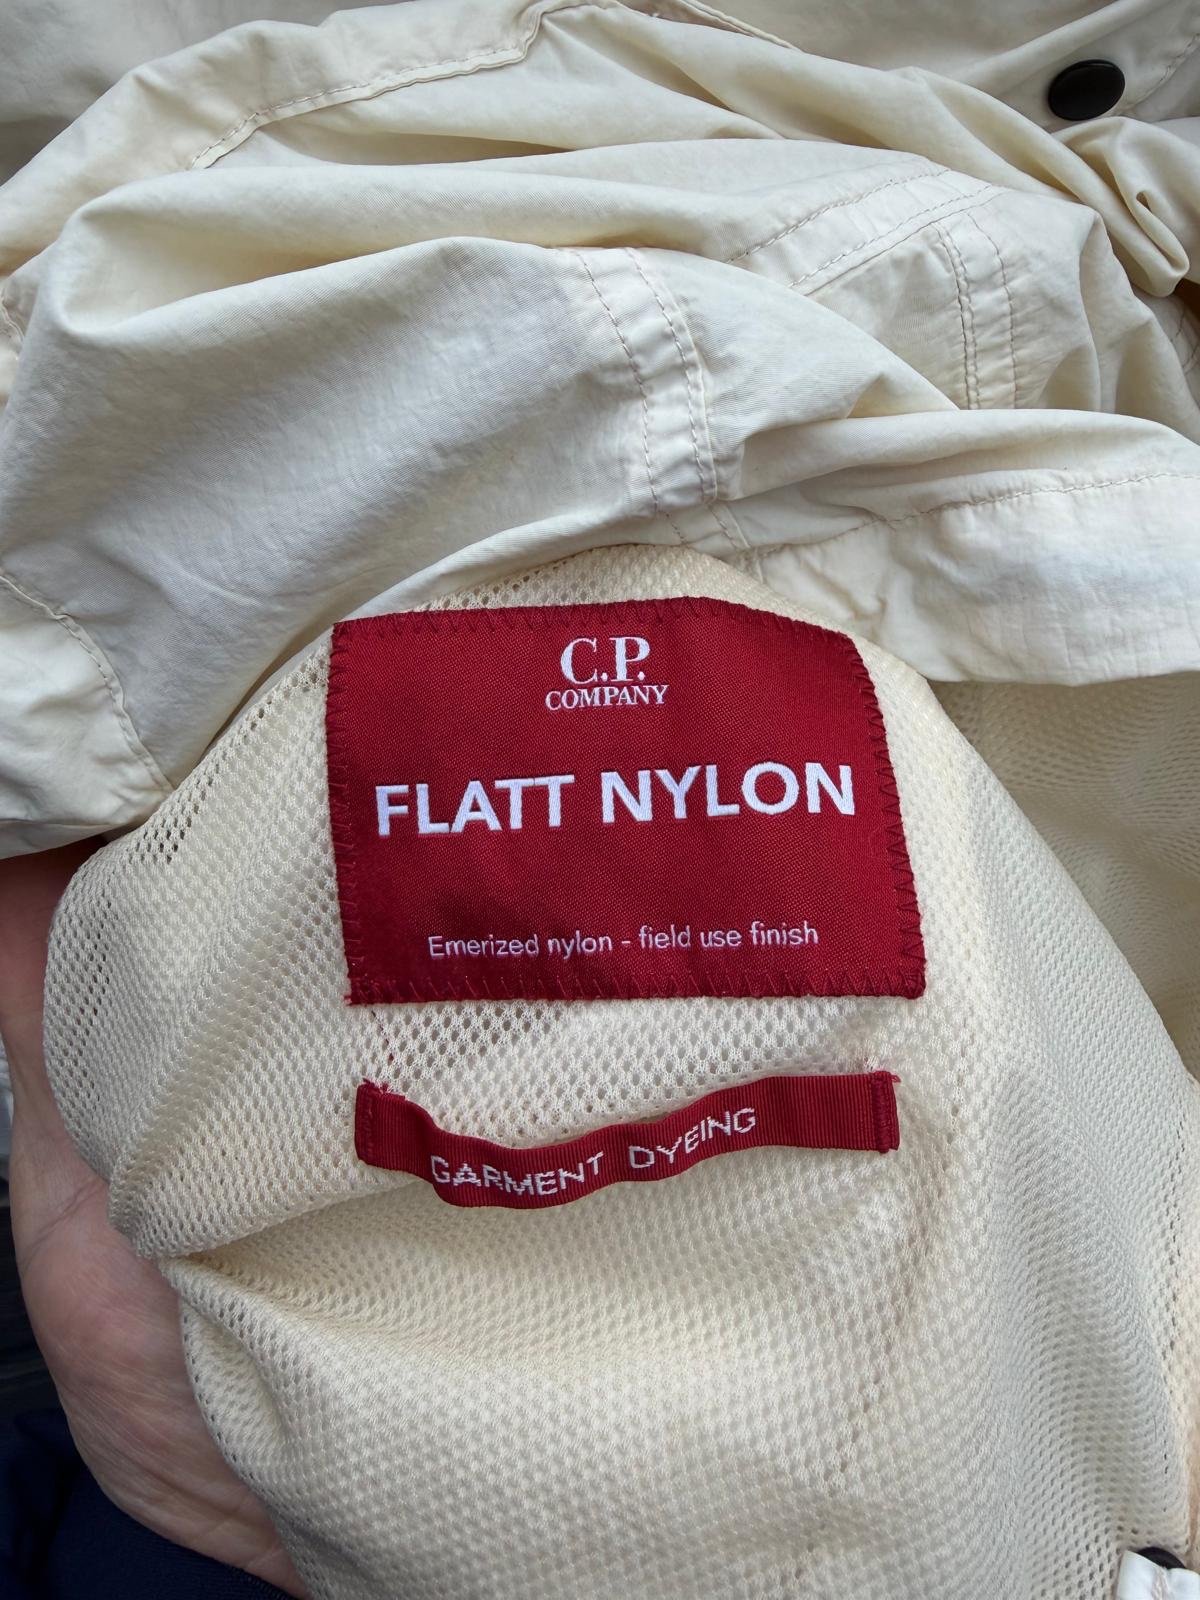 C.P.
COMPANY
FLATT NYLON
Emerized nylon - field use finish
GARMENT DYEING